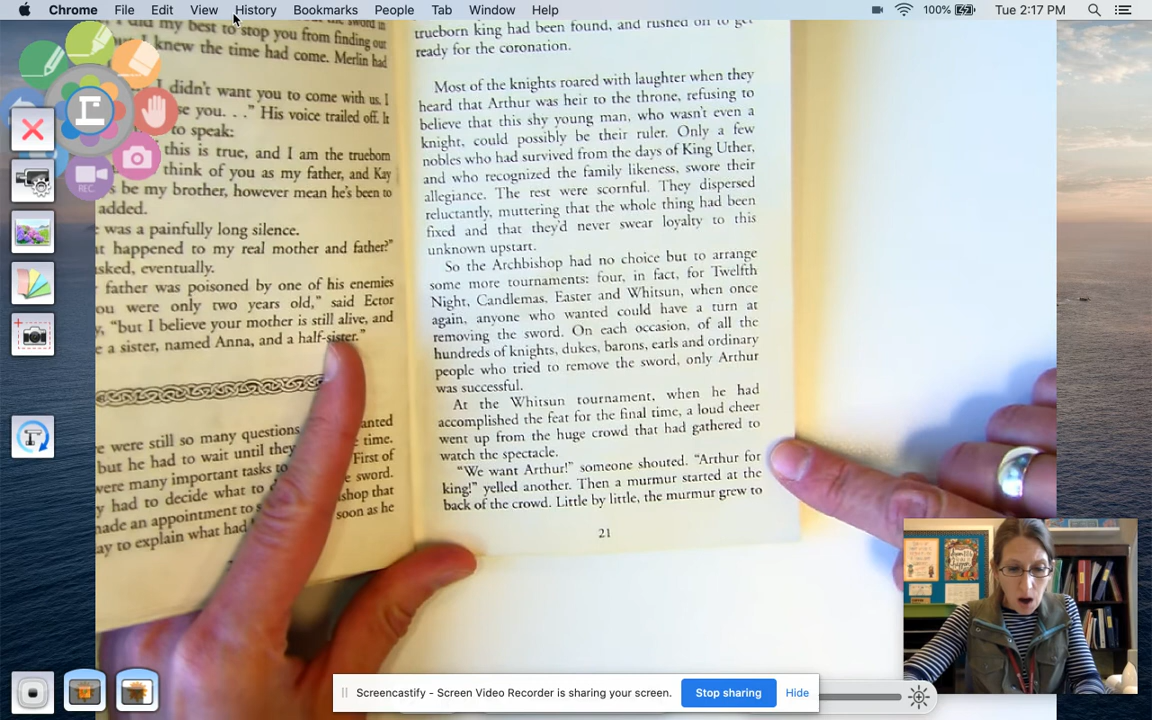 Chrome File Edit View History Bookmarks People Tab Window Help 100% Tue 2:17 PM
did my best to stop you from finding out
I knew the time had come. Merlin had
I didn't want you to come with us. I
se you. . ." His voice trailed off. It
to speak:
this is true, and I am the trueborn
think of you as my father, and Kay
s be my brother, however mean he's been to
added.
was a painfully long silence.
t happened to my real mother and father?"
sked, eventually.
father was poisoned by one of his enemies
ou were only two years old," said Ector
, "but I believe your mother is still alive, and
e a sister, named Anna, and a half-sister."
e were still so many questions anted
but he had to wait until they time.
were many important tasks to First of
y had to decide what to sword.
ade an appointment to s shop that
ay to explain what had soon as he
trueborn king had been found, and rushed off to get
ready for the coronation.
Most of the knights roared with laughter when they
heard that Arthur was heir to the throne, refusing to
believe that this shy young man, who wasn't even a
knight, could possibly be their ruler. Only a few
nobles who had survived from the days of King Uther,
and who recognized the family likeness, swore their
allegiance. The rest were scornful. They dispersed
reluctantly, muttering that the whole thing had been
fixed and that they'd never swear loyalty to this
unknown upstart.
So the Archbishop had no choice but to arrange
some more tournaments: four, in fact, for Twelfth
Night, Candlemas, Easter and Whitsun, when once
again, anyone who wanted could have a turn at
removing the sword. On each occasion, of all the
hundreds of knights, dukes, barons, earls and ordinary
people who tried to remove the sword, only Arthur
was successful.
At the Whitsun tournament, when he had
accomplished the feat for the final time, a loud cheer
went up from the huge crowd that had gathered to
watch the spectacle.
"We want Arthur!" someone shouted. "Arthur for
king!" yelled another. Then a murmur started at the
back of the crowd. Little by little, the murmur grew to
21
REC
Screencastify - Screen Video Recorder is sharing your screen. Stop sharing Hide